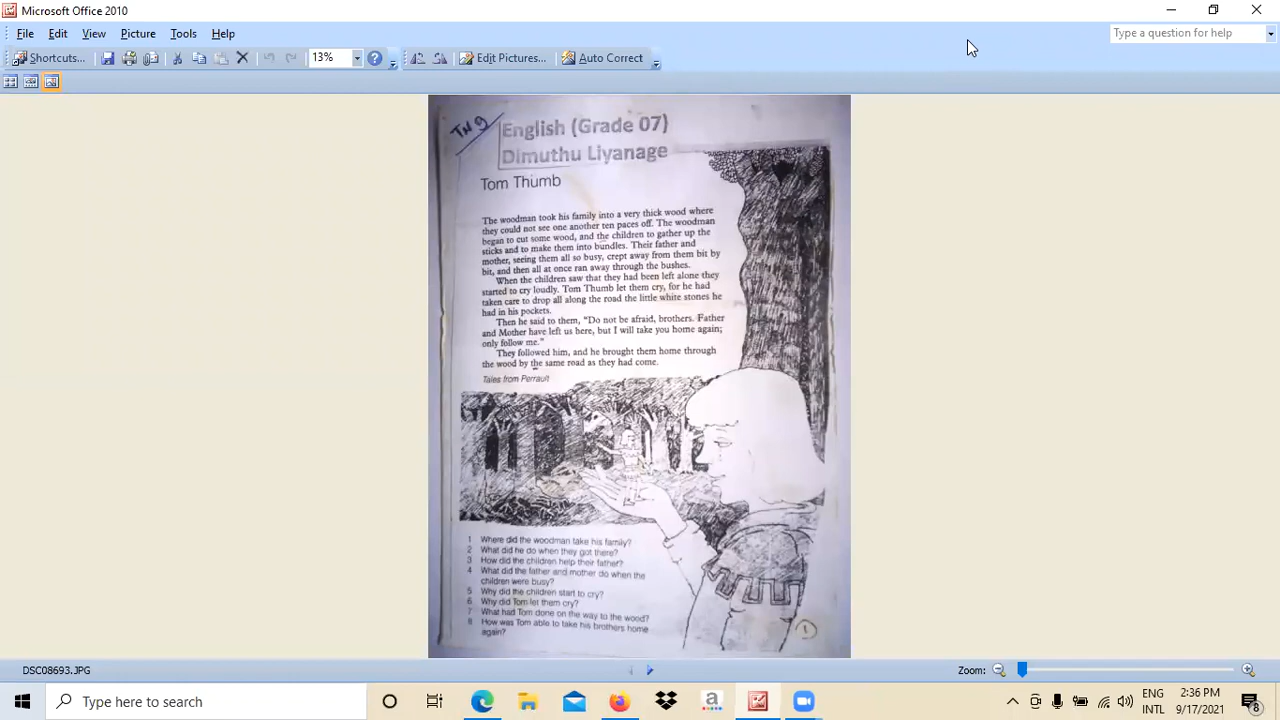 Microsoft Office 2010
File Edit View Picture Tools Help
Type a question for help
Shortcuts...
13%
Edit Pictures...
Auto Correct
TN 9
English (Grade 07)
Dimuthu Liyanage
Tom Thumb
The woodman took his family into a very thick wood where
they could not see one another ten paces off. The woodman
began to cut some wood, and the children to gather up the
sticks and to make them into bundles. Their father and
mother, seeing them all so busy, crept away from them bit by
bit, and then all at once ran away through the bushes.
When the children saw that they had been left alone they
started to cry loudly. Tom Thumb let them cry, for he had
taken care to drop all along the road the little white stones he
had in his pockets.
Then he said to them, “Do not be afraid, brothers. Father
and Mother have left us here, but I will take you home again;
only follow me.”
They followed him, and he brought them home through
the wood by the same road as they had come.
Tales from Perrault
1 Where did the woodman take his family?
2 What did he do when they got there?
3 How did the children help their father?
4 What did the father and mother do when the
children were busy?
5 Why did the children start to cry?
6 Why did Tom let them cry?
7 What had Tom done on the way to the wood?
8 How was Tom able to take his brothers home
again?
1
DSC08693.JPG
Zoom:
Type here to search
a
ENG
INTL
2:36 PM
9/17/2021
8